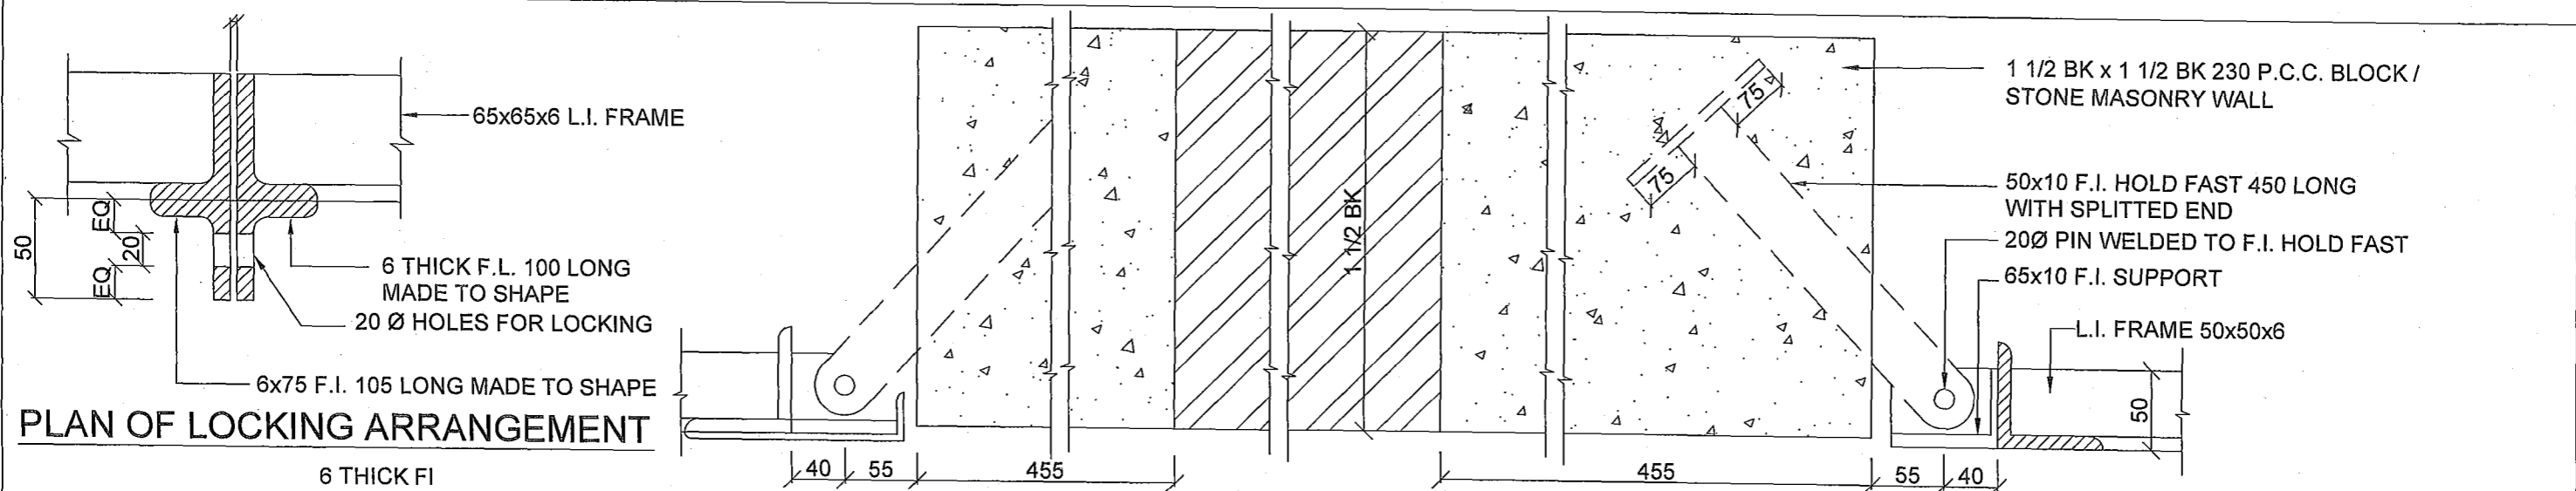 65x65x6 L.I. FRAME
50
EQ
20
EQ
6 THICK F.L. 100 LONG
MADE TO SHAPE
20 Ø HOLES FOR LOCKING
6x75 F.I. 105 LONG MADE TO SHAPE
PLAN OF LOCKING ARRANGEMENT
6 THICK FI
1 1/2 BK
75
75
1 1/2 BK x 1 1/2 BK 230 P.C.C. BLOCK /
STONE MASONRY WALL
50x10 F.I. HOLD FAST 450 LONG
WITH SPLITTED END
20Ø PIN WELDED TO F.I. HOLD FAST
65x10 F.I. SUPPORT
L.I. FRAME 50x50x6
50
40
55
455
455
55
40